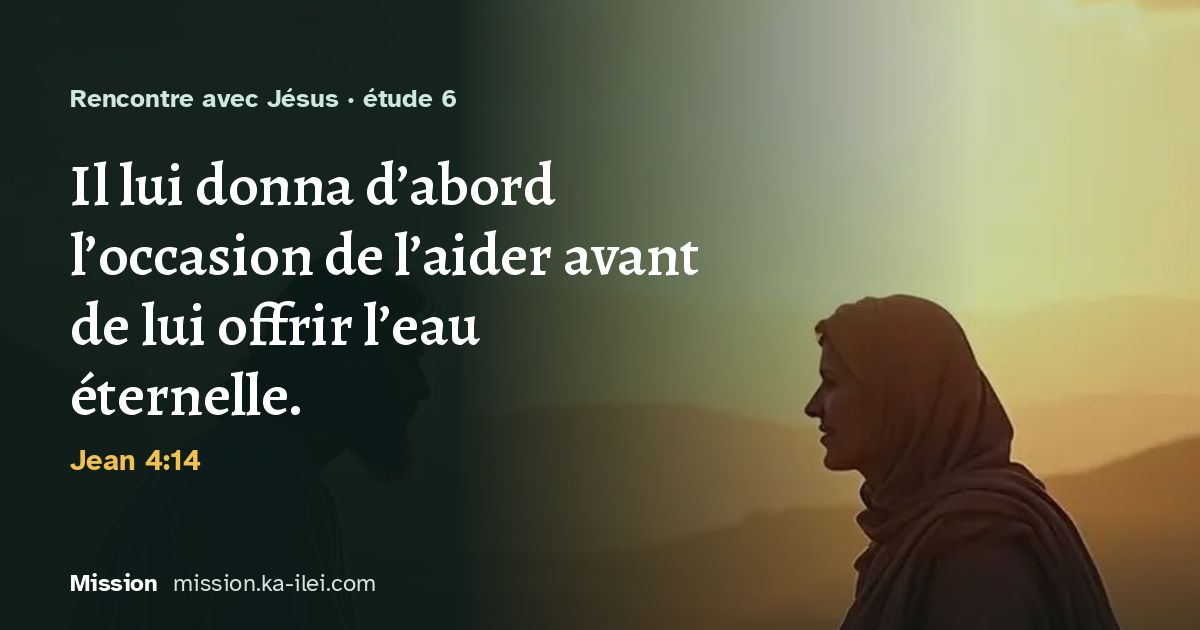 Rencontre avec Jésus · étude 6
Il lui donna d’abord
l’occasion de l’aider avant
de lui offrir l’eau
éternelle.
Jean 4:14
Mission mission.ka-ilei.com